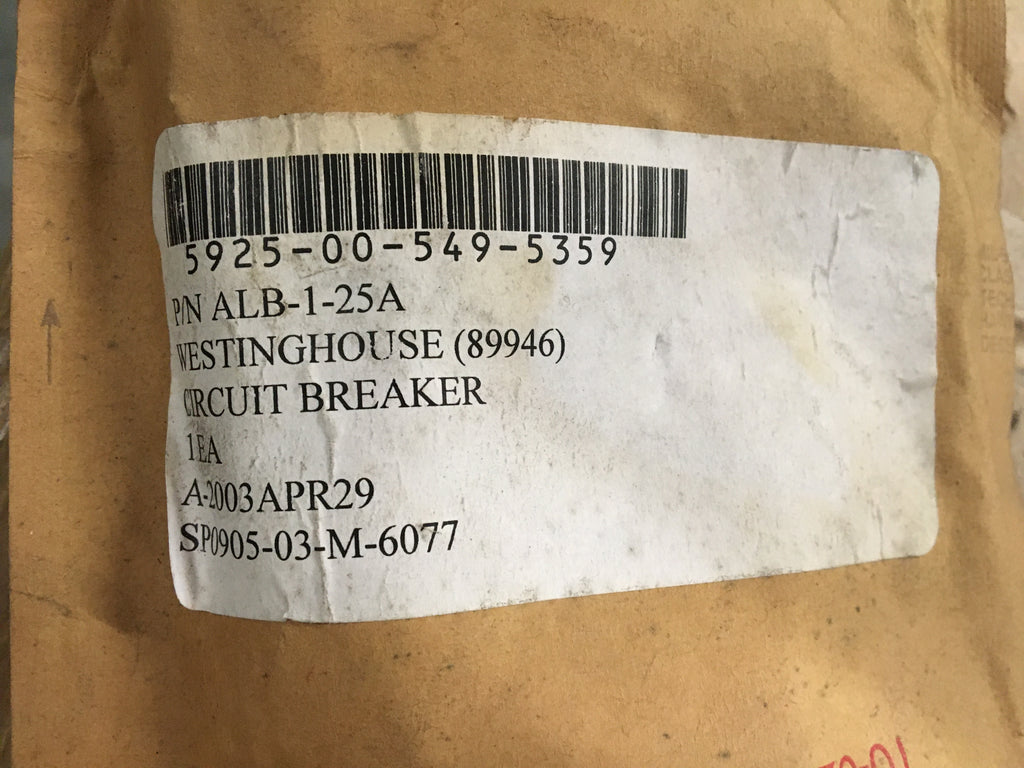 5925-00-549-5359
P/N ALB-1-25A
WESTINGHOUSE (89946)
CIRCUIT BREAKER
1EA
A-2003APR29
SP0905-03-M-6077